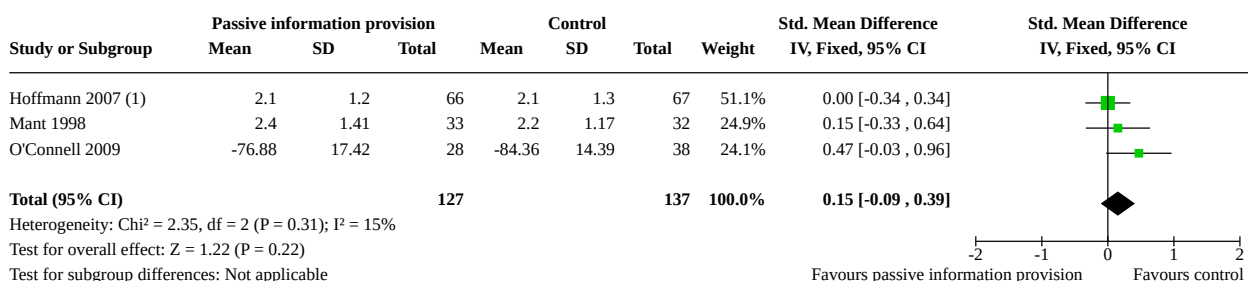 Passive information provision Control Std. Mean Difference Std. Mean Difference
Study or Subgroup Mean SD Total Mean SD Total Weight IV, Fixed, 95% CI IV, Fixed, 95% CI
Hoffmann 2007 (1) 2.1 1.2 66 2.1 1.3 67 51.1% 0.00 [-0.34 , 0.34]
Mant 1998 2.4 1.41 33 2.2 1.17 32 24.9% 0.15 [-0.33 , 0.64]
O'Connell 2009 -76.88 17.42 28 -84.36 14.39 38 24.1% 0.47 [-0.03 , 0.96]
Total (95% CI) 127 137 100.0% 0.15 [-0.09 , 0.39]
Heterogeneity: Chi² = 2.35, df = 2 (P = 0.31); I² = 15%
Test for overall effect: Z = 1.22 (P = 0.22) -2 -1 0 1 2
Test for subgroup differences: Not applicable Favours passive information provision Favours control